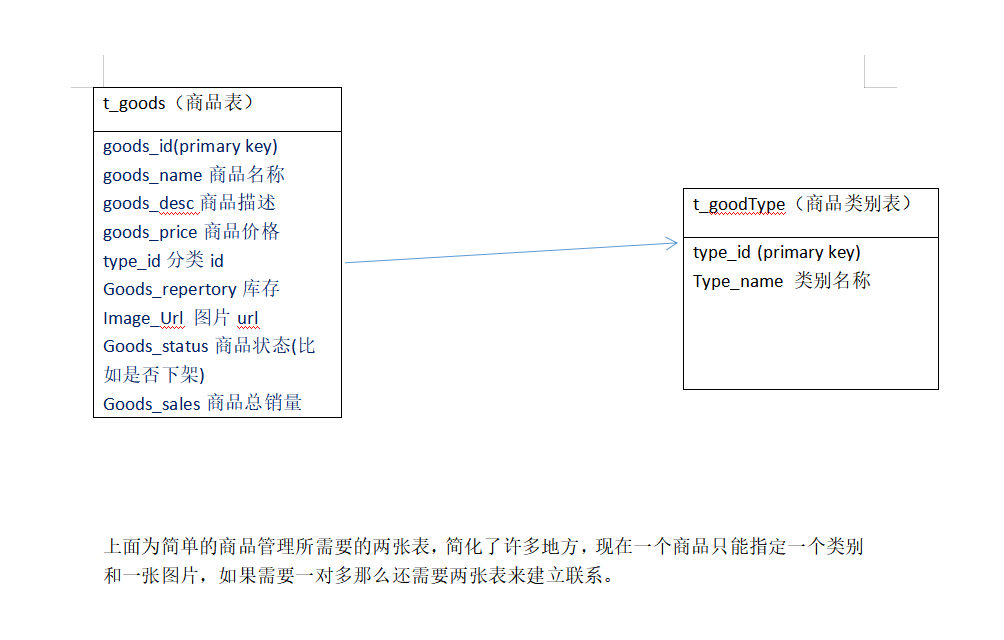 t_goods（商品表）
goods_id(primary key)
goods_name 商品名称
goods_desc 商品描述
goods_price 商品价格
type_id 分类 id
Goods_repertory 库存
Image_Url 图片 url
Goods_status 商品状态(比
如是否下架)
Goods_sales 商品总销量
t_goodType（商品类别表）
type_id (primary key)
Type_name 类别名称
上面为简单的商品管理所需要的两张表，简化了许多地方，现在一个商品只能指定一个类别
和一张图片，如果需要一对多那么还需要两张表来建立联系。